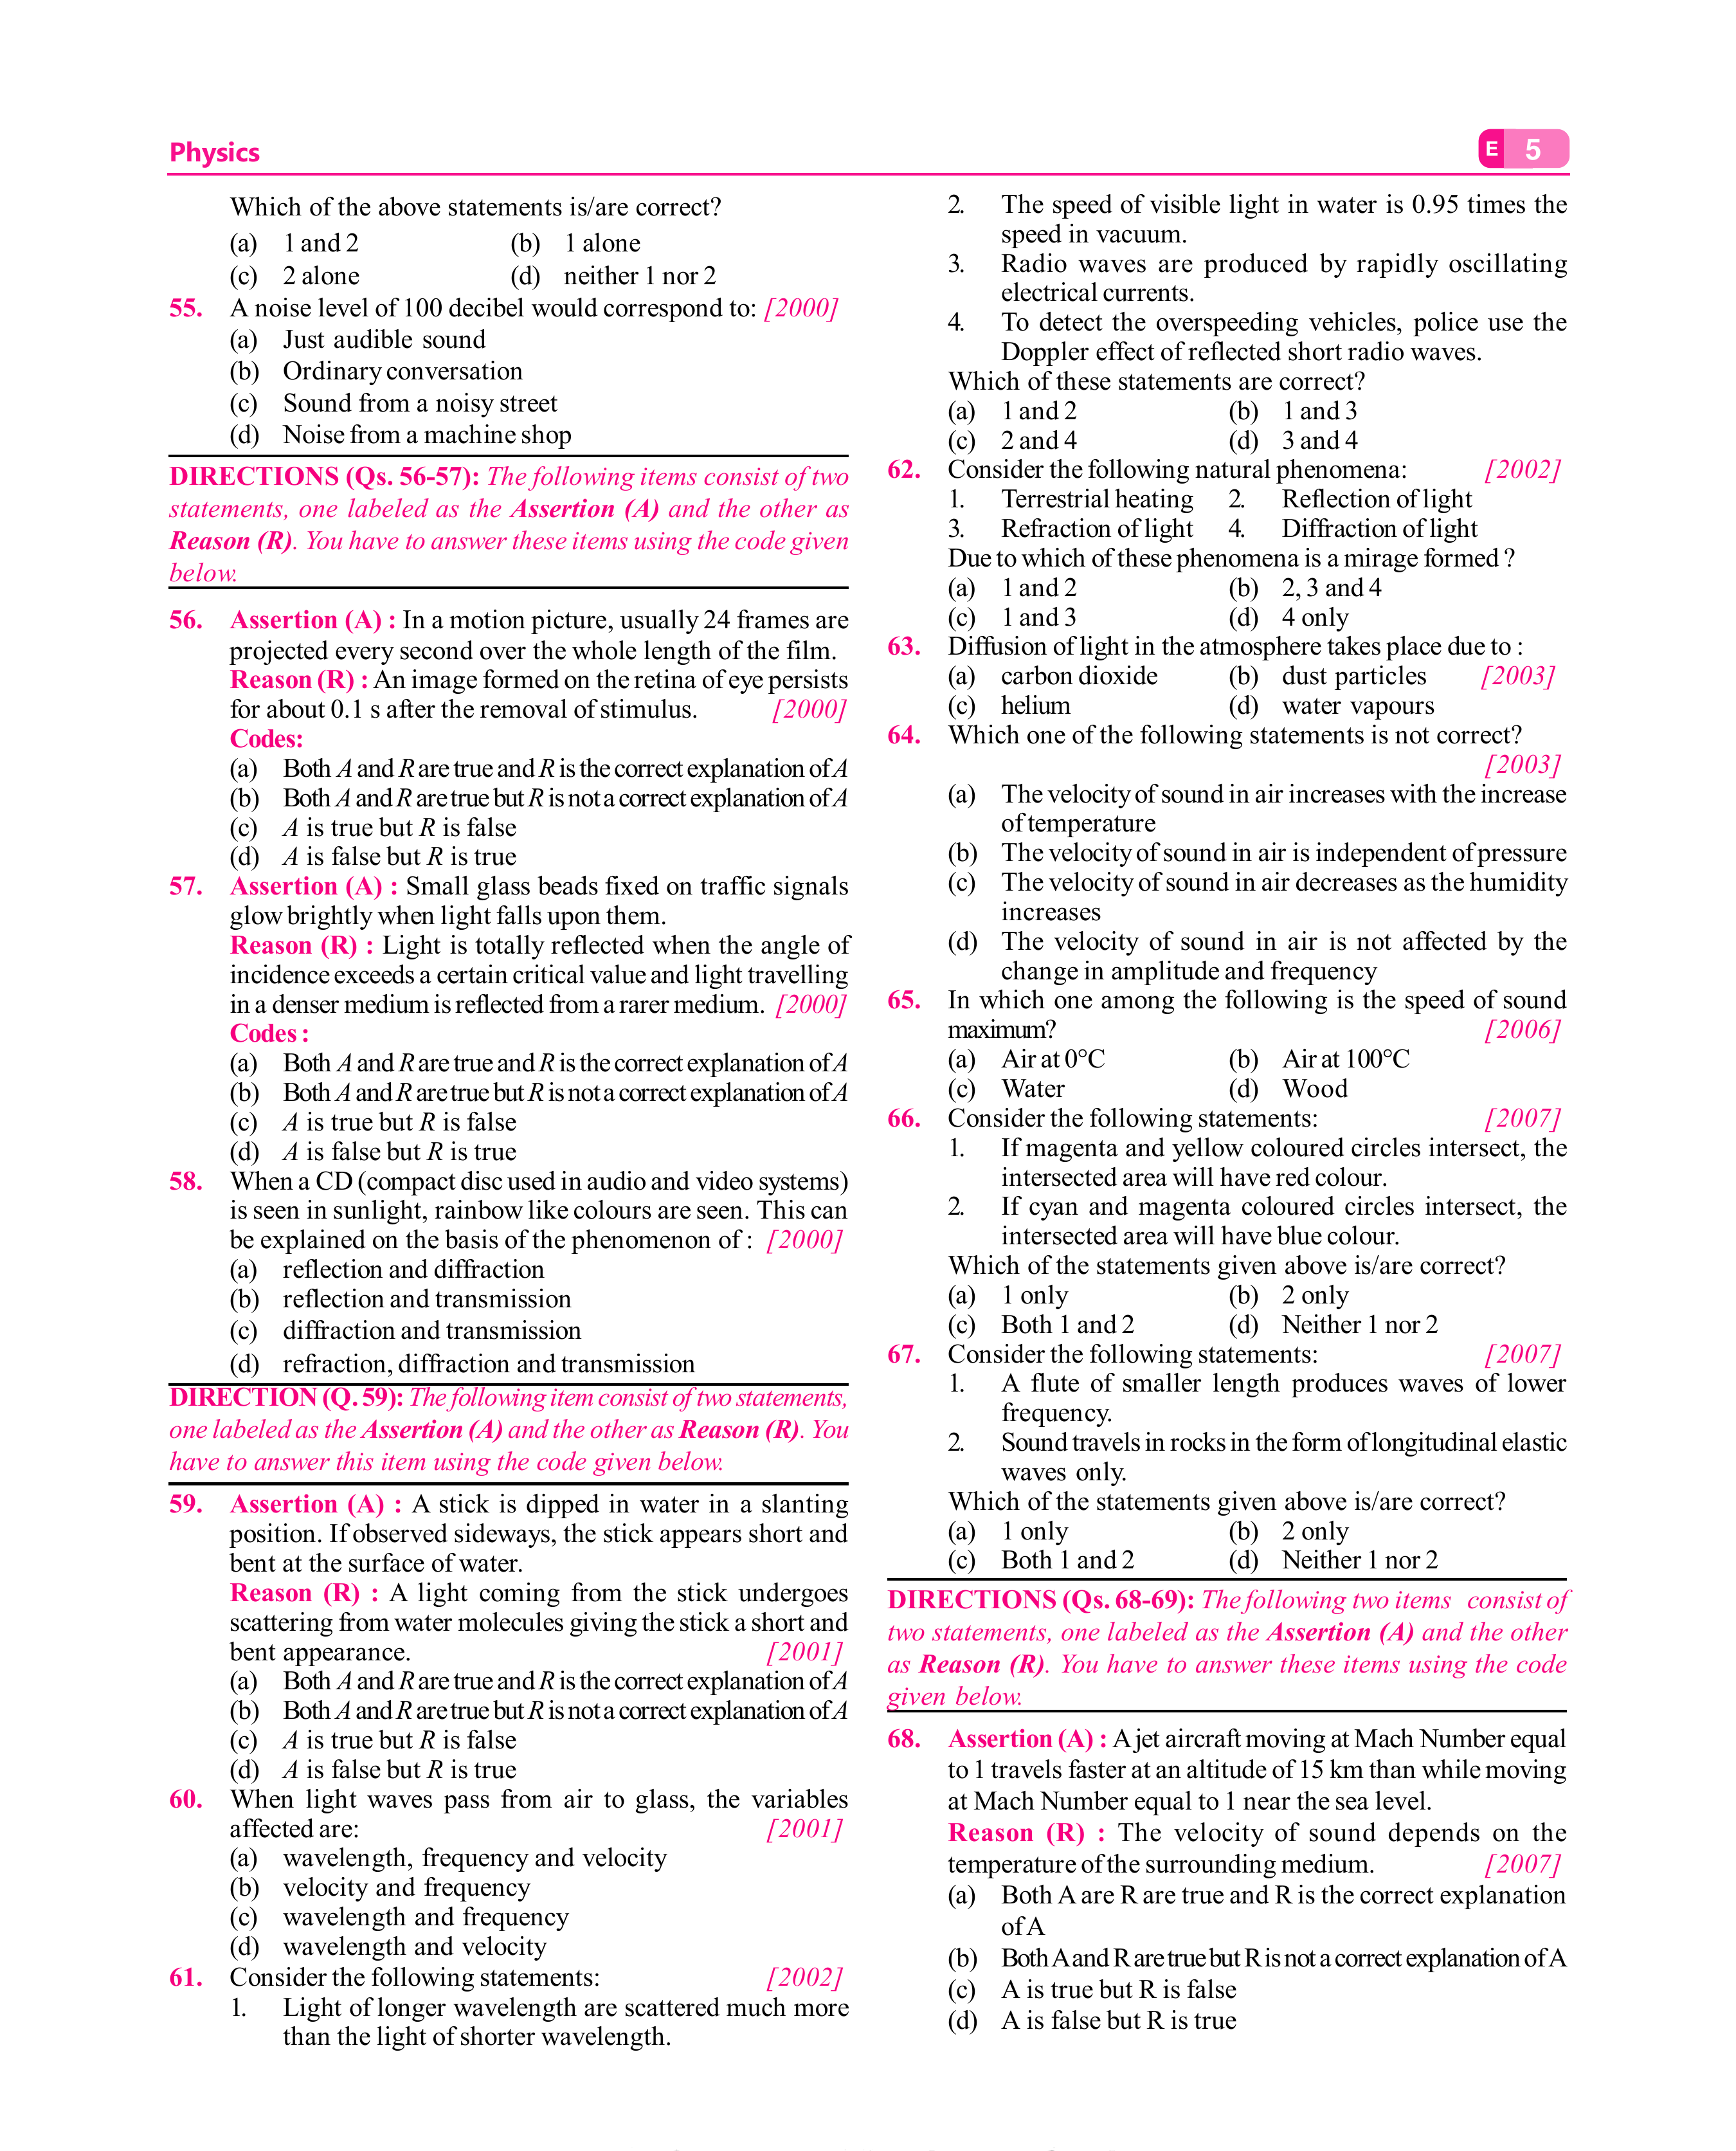 Physics
E 5
Which of the above statements is/are correct?
(a) 1 and 2 (b) 1 alone
(c) 2 alone (d) neither 1 nor 2
55. A noise level of 100 decibel would correspond to: [2000]
(a) Just audible sound
(b) Ordinary conversation
(c) Sound from a noisy street
(d) Noise from a machine shop
DIRECTIONS (Qs. 56-57): The following items consist of two
statements, one labeled as the Assertion (A) and the other as
Reason (R). You have to answer these items using the code given
below.
56. Assertion (A) : In a motion picture, usually 24 frames are
projected every second over the whole length of the film.
Reason (R) : An image formed on the retina of eye persists
for about 0.1 s after the removal of stimulus. [2000]
Codes:
(a) Both A and R are true and R is the correct explanation of A
(b) Both A and R are true but R is not a correct explanation of A
(c) A is true but R is false
(d) A is false but R is true
57. Assertion (A) : Small glass beads fixed on traffic signals
glow brightly when light falls upon them.
Reason (R) : Light is totally reflected when the angle of
incidence exceeds a certain critical value and light travelling
in a denser medium is reflected from a rarer medium. [2000]
Codes :
(a) Both A and R are true and R is the correct explanation of A
(b) Both A and R are true but R is not a correct explanation of A
(c) A is true but R is false
(d) A is false but R is true
58. When a CD (compact disc used in audio and video systems)
is seen in sunlight, rainbow like colours are seen. This can
be explained on the basis of the phenomenon of : [2000]
(a) reflection and diffraction
(b) reflection and transmission
(c) diffraction and transmission
(d) refraction, diffraction and transmission
DIRECTION (Q. 59): The following item consist of two statements,
one labeled as the Assertion (A) and the other as Reason (R). You
have to answer this item using the code given below.
59. Assertion (A) : A stick is dipped in water in a slanting
position. If observed sideways, the stick appears short and
bent at the surface of water.
Reason (R) : A light coming from the stick undergoes
scattering from water molecules giving the stick a short and
bent appearance. [2001]
(a) Both A and R are true and R is the correct explanation of A
(b) Both A and R are true but R is not a correct explanation of A
(c) A is true but R is false
(d) A is false but R is true
60. When light waves pass from air to glass, the variables
affected are: [2001]
(a) wavelength, frequency and velocity
(b) velocity and frequency
(c) wavelength and frequency
(d) wavelength and velocity
61. Consider the following statements: [2002]
1. Light of longer wavelength are scattered much more
than the light of shorter wavelength.
2. The speed of visible light in water is 0.95 times the
speed in vacuum.
3. Radio waves are produced by rapidly oscillating
electrical currents.
4. To detect the overspeeding vehicles, police use the
Doppler effect of reflected short radio waves.
Which of these statements are correct?
(a) 1 and 2 (b) 1 and 3
(c) 2 and 4 (d) 3 and 4
62. Consider the following natural phenomena: [2002]
1. Terrestrial heating 2. Reflection of light
3. Refraction of light 4. Diffraction of light
Due to which of these phenomena is a mirage formed ?
(a) 1 and 2 (b) 2, 3 and 4
(c) 1 and 3 (d) 4 only
63. Diffusion of light in the atmosphere takes place due to :
(a) carbon dioxide (b) dust particles [2003]
(c) helium (d) water vapours
64. Which one of the following statements is not correct?
[2003]
(a) The velocity of sound in air increases with the increase
of temperature
(b) The velocity of sound in air is independent of pressure
(c) The velocity of sound in air decreases as the humidity
increases
(d) The velocity of sound in air is not affected by the
change in amplitude and frequency
65. In which one among the following is the speed of sound
maximum? [2006]
(a) Air at 0°C (b) Air at 100°C
(c) Water (d) Wood
66. Consider the following statements: [2007]
1. If magenta and yellow coloured circles intersect, the
intersected area will have red colour.
2. If cyan and magenta coloured circles intersect, the
intersected area will have blue colour.
Which of the statements given above is/are correct?
(a) 1 only (b) 2 only
(c) Both 1 and 2 (d) Neither 1 nor 2
67. Consider the following statements: [2007]
1. A flute of smaller length produces waves of lower
frequency.
2. Sound travels in rocks in the form of longitudinal elastic
waves only.
Which of the statements given above is/are correct?
(a) 1 only (b) 2 only
(c) Both 1 and 2 (d) Neither 1 nor 2
DIRECTIONS (Qs. 68-69): The following two items consist of
two statements, one labeled as the Assertion (A) and the other
as Reason (R). You have to answer these items using the code
given below.
68. Assertion (A) : A jet aircraft moving at Mach Number equal
to 1 travels faster at an altitude of 15 km than while moving
at Mach Number equal to 1 near the sea level.
Reason (R) : The velocity of sound depends on the
temperature of the surrounding medium. [2007]
(a) Both A are R are true and R is the correct explanation
of A
(b) Both A and R are true but R is not a correct explanation of A
(c) A is true but R is false
(d) A is false but R is true